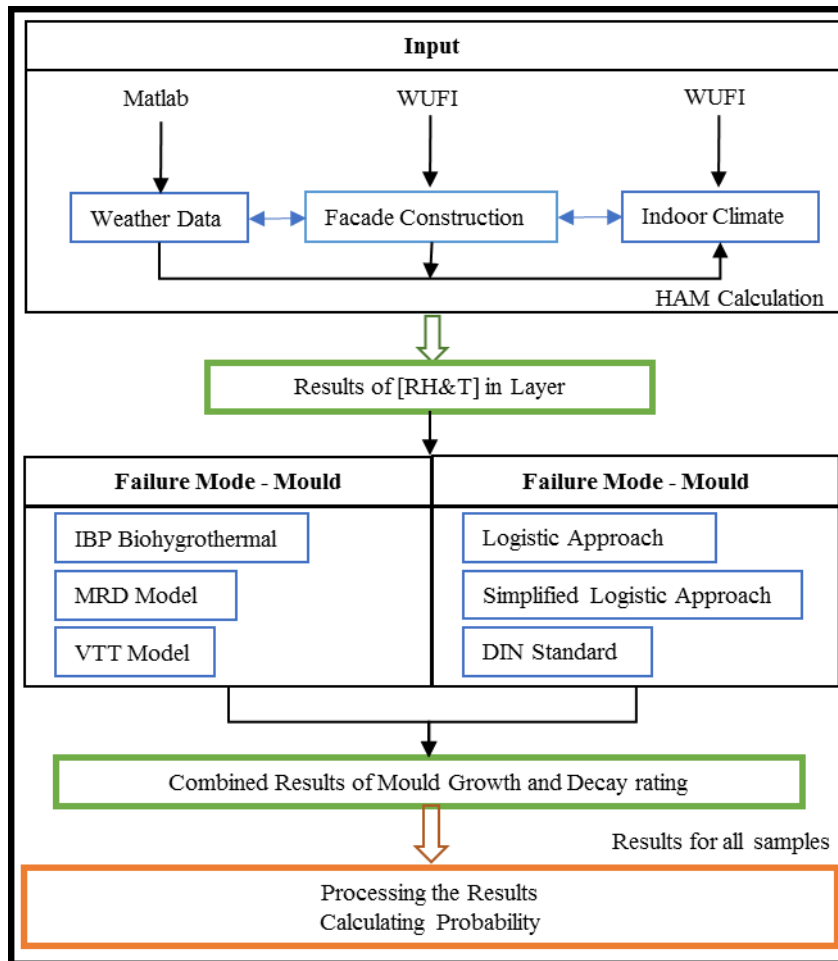 Input
Matlab
WUFI
WUFI
Weather Data
Facade Construction
Indoor Climate
HAM Calculation
Results of [RH&T] in Layer
Failure Mode - Mould
Failure Mode - Mould
IBP Biohygrothermal
MRD Model
VTT Model
Logistic Approach
Simplified Logistic Approach
DIN Standard
Combined Results of Mould Growth and Decay rating
Results for all samples
Processing the Results
Calculating Probability